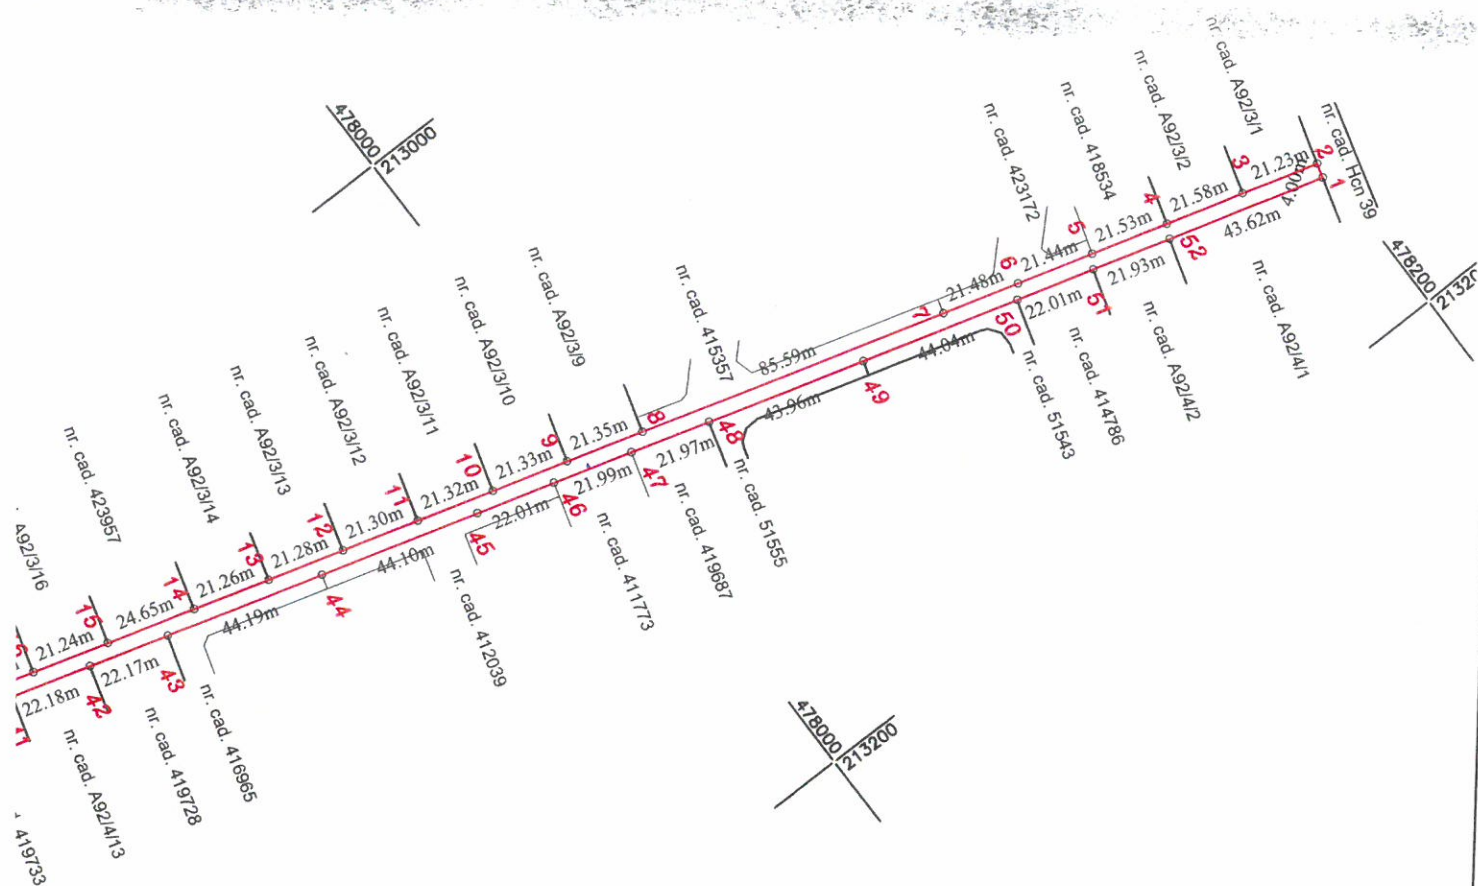 478000
213000
nr. cad. A92/3/1
nr. cad. A92/3/2
nr. cad. 418534
nr. cad. 423172
nr. cad. Hcn 39
478200
2
1
3
4
5
6
7
21.23m
4.00m
21.58m
21.53m
21.44m
21.48m
85.59m
43.62m
52
21.93m
51
22.01m
50
44.04m
49
43.96m
nr. cad. A92/4/1
nr. cad. A92/4/2
nr. cad. 414786
nr. cad. 51543
nr. cad. 415357
nr. cad. A92/3/9
nr. cad. A92/3/10
nr. cad. A92/3/11
nr. cad. A92/3/12
nr. cad. A92/3/13
nr. cad. A92/3/14
nr. cad. 423957
A92/3/16
8
9
10
11
12
13
14
15
21.35m
21.33m
21.32m
21.30m
21.28m
21.26m
24.65m
21.24m
48
21.97m
47
21.99m
46
22.01m
45
44.10m
44
44.19m
43
22.17m
42
22.18m
nr. cad. 51555
nr. cad. 419687
nr. cad. 411773
nr. cad. 412039
nr. cad. 416965
nr. cad. 419728
nr. cad. A92/4/13
419733
478000
213200